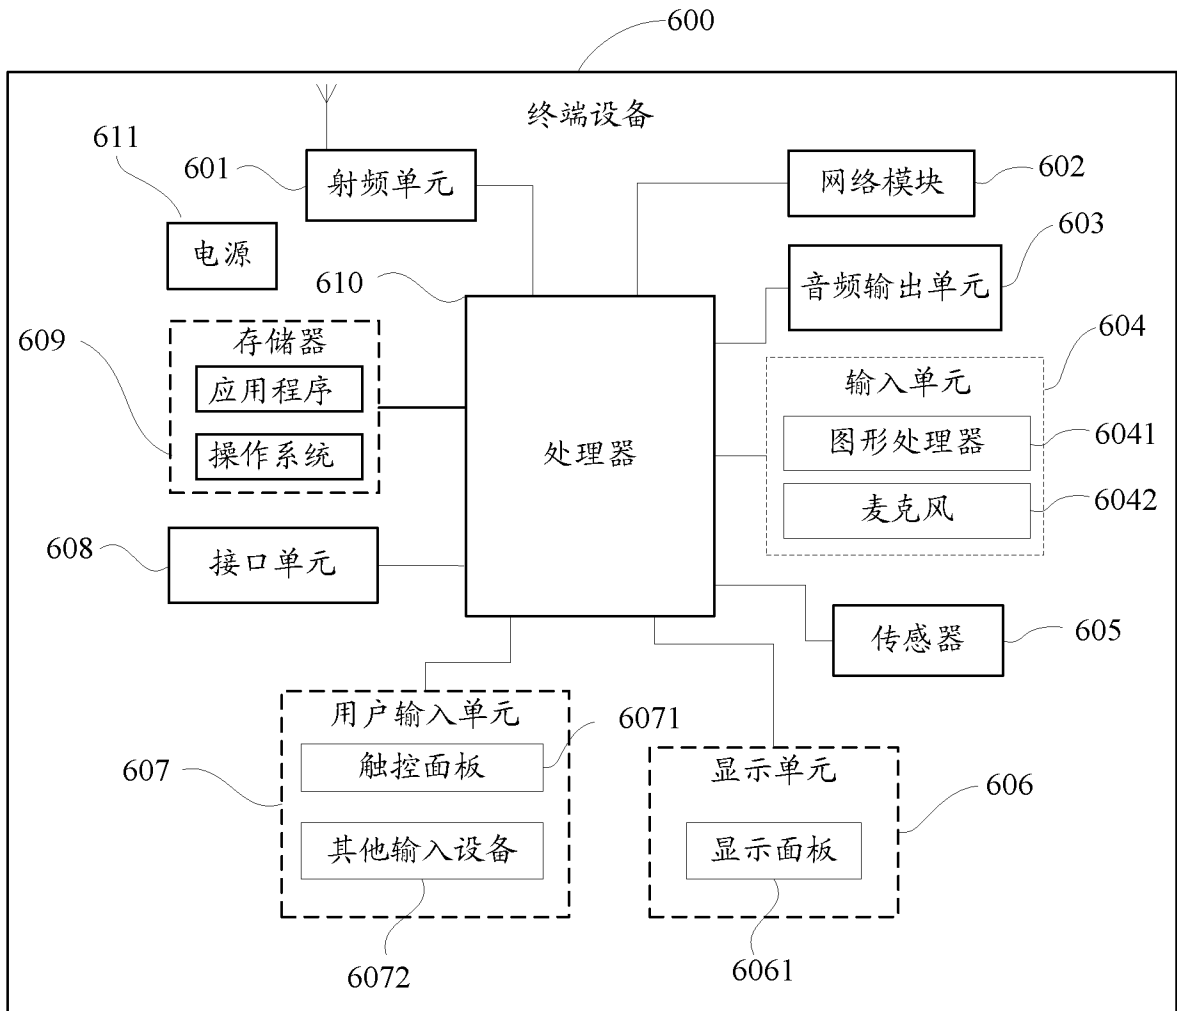 600
终端设备
611
601
射频单元
网络模块
602
电源
603
610
音频输出单元
609
存储器
应用程序
操作系统
604
输入单元
图形处理器
6041
麦克风
6042
处理器
608
接口单元
传感器
605
用户输入单元
6071
触控面板
607
其他输入设备
6072
显示单元
606
显示面板
6061